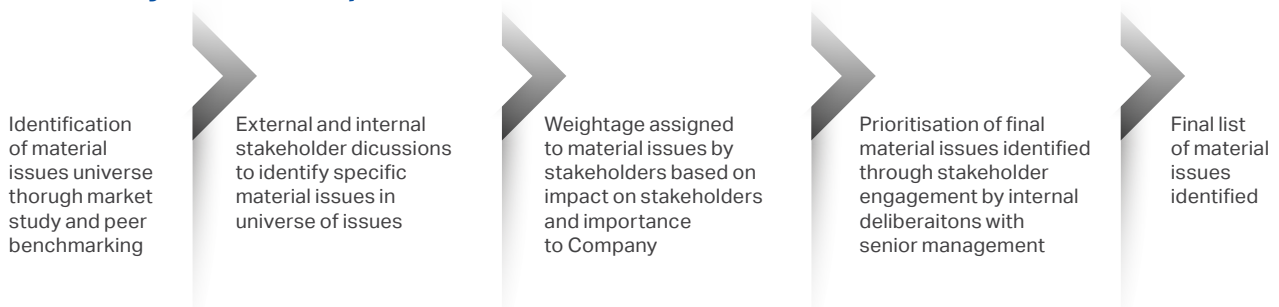 Identification
of material
issues universe
thorugh market
study and peer
benchmarking
External and internal
stakeholder dicussions
to identify specific
material issues in
universe of issues
Weightage assigned
to material issues by
stakeholders based on
impact on stakeholders
and importance
to Company
Prioritisation of final
material issues identified
through stakeholder
engagement by internal
deliberaitons with
senior management
Final list
of material
issues
identified